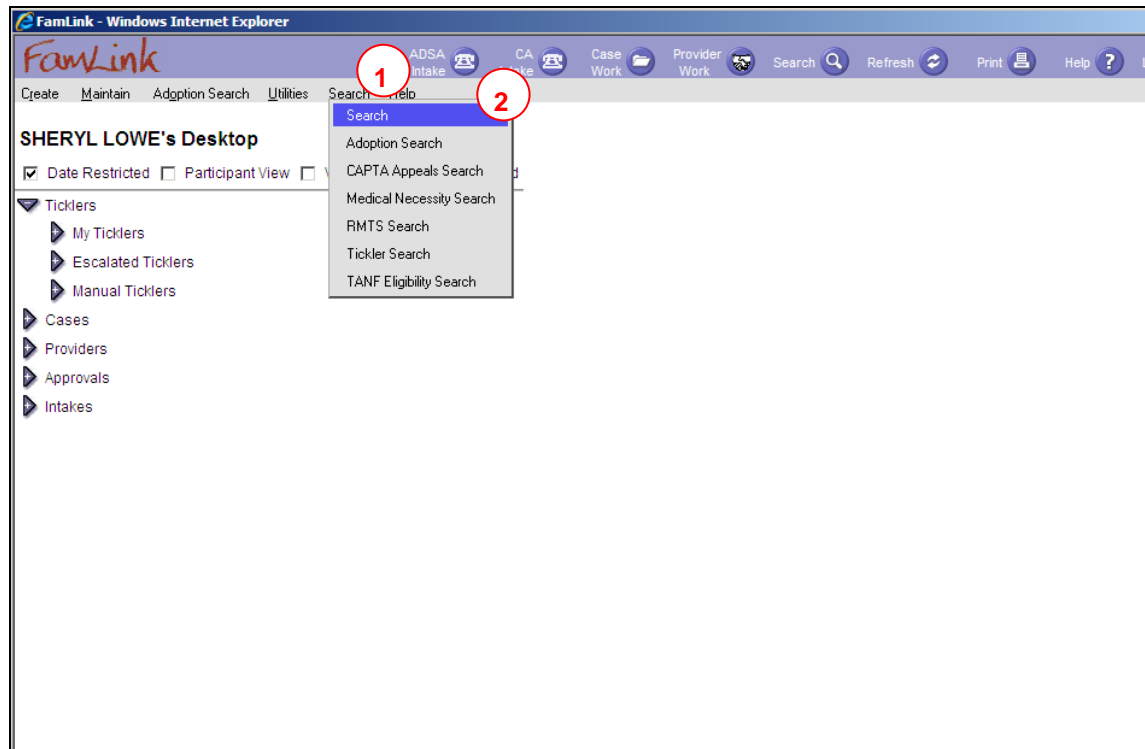 FamLink - Windows Internet Explorer
FamLink
ADSA Intake
CA
Case Work
Provider Work
Search
Refresh
Print
Help
1
2
Create Maintain Adoption Search Utilities Search Help
Search
Adoption Search
CAPTA Appeals Search
Medical Necessity Search
RMTS Search
Tickler Search
TANF Eligibility Search
SHERYL LOWE's Desktop
Date Restricted Participant View
Ticklers
My Ticklers
Escalated Ticklers
Manual Ticklers
Cases
Providers
Approvals
Intakes